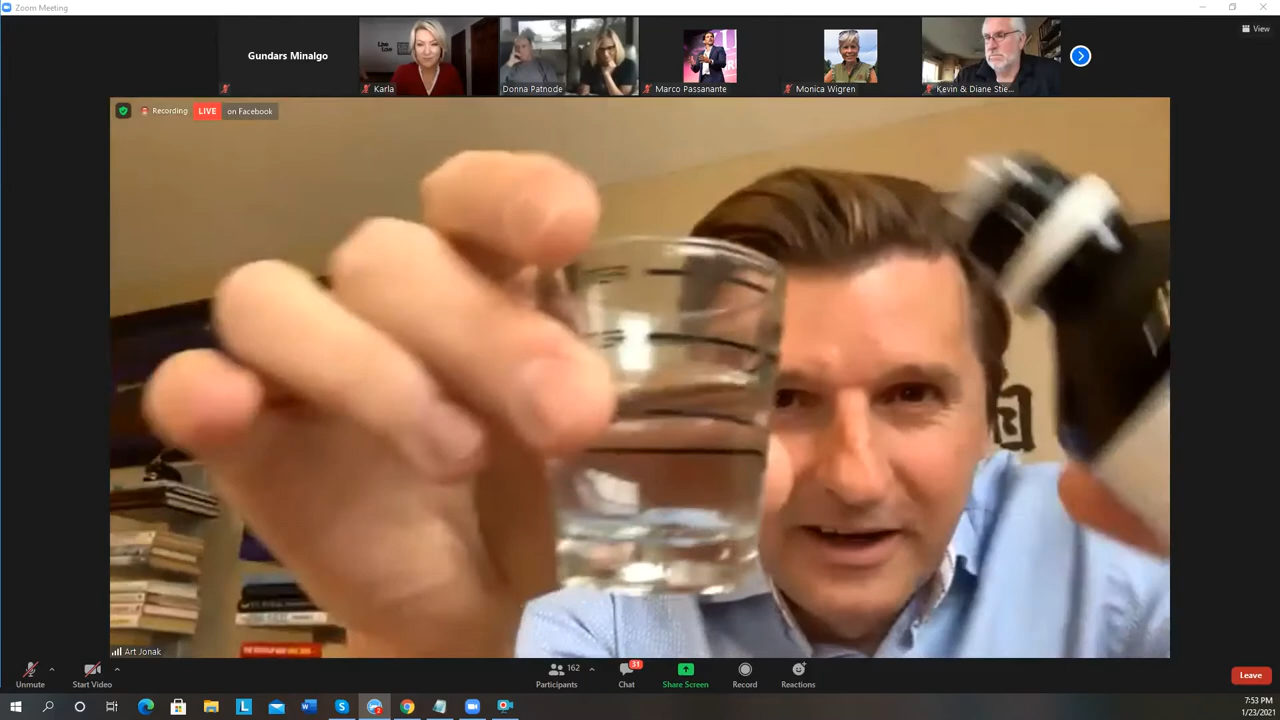 Zoom Meeting
View
Gundars Minalgo
Karla
Donna Patnode
Marco Passanante
Monica Wigren
Kevin & Diane Stie...
Recording LIVE on Facebook
Art Jonak
Unmute
Start Video
162
Participants
31
Chat
Share Screen
Record
Reactions
Leave
7:53 PM
1/23/2021